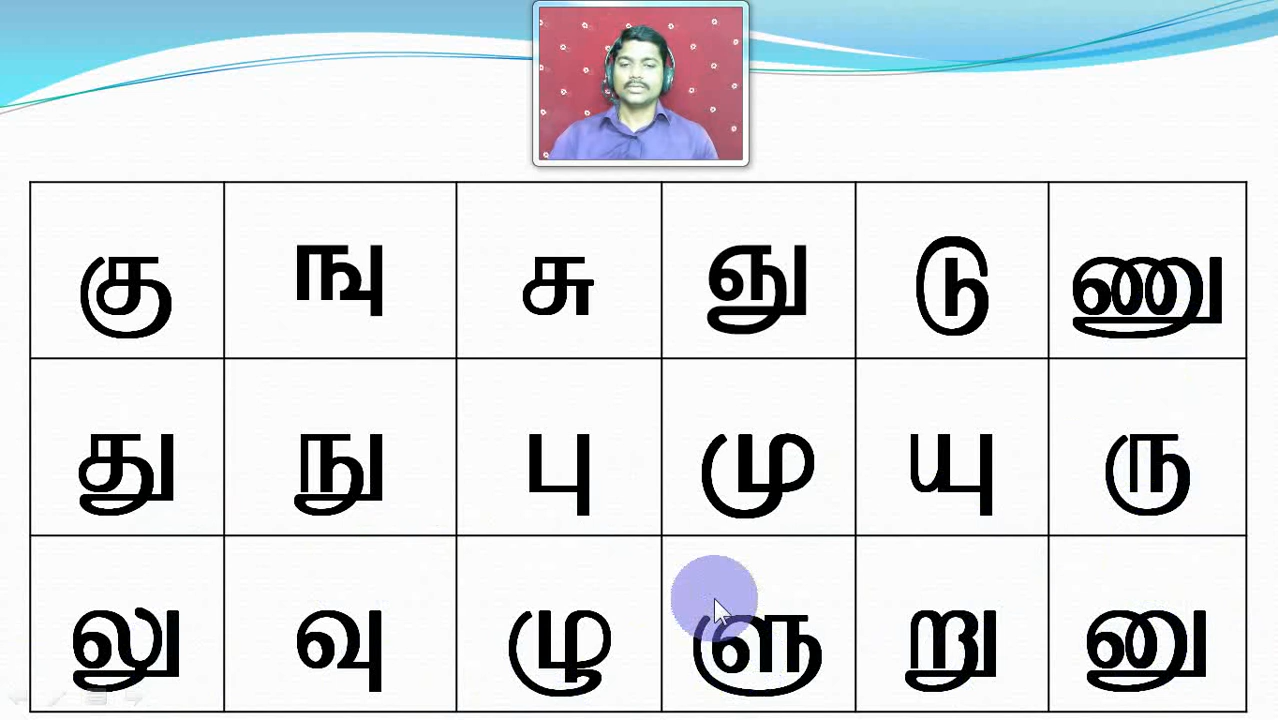 கு ஙு சு ஞு டு ணு
து நு பு மு யு ரு
லு வு ழு ளு று னு